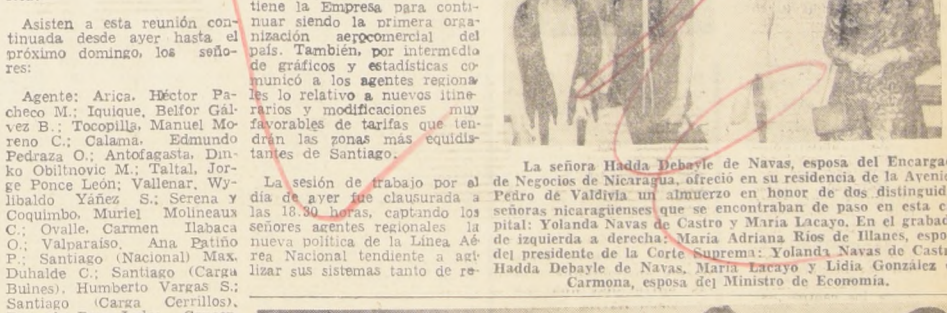 Asisten a esta reunión con-
tinuada desde ayer hasta el
próximo domingo, los seño-
res:
Agente: Arica, Héctor Pa-
checo M.; Iquique, Belfor Gál-
vez B.; Tocopilla, Manuel Mo-
reno C.; Calama, Edmundo
Pedraza O.; Antofagasta, Din-
ko Obiltnovic M.; Taltal, Jor-
ge Ponce León; Vallenar, Wy-
libaldo Yáñez S.; Serena y
Coquimbo, Muriel Molineaux
C.; Ovalle, Carmen Ilabaca
O.; Valparaíso, Ana Patiño
P.; Santiago (Nacional) Max.
Duhalde C.; Santiago (Carga
Bulnes), Humberto Vargas S.;
Santiago (Carga Cerrillos),
tiene la Empresa para conti-
nuar siendo la primera orga-
nización aerocomercial del
país. También, por intermedio
de gráficos y estadísticas co-
municó a los agentes regiona-
les lo relativo a nuevos itine-
rarios y modificaciones muy
favorables de tarifas que ten-
drán las zonas más equidis-
tantes de Santiago.
La sesión de trabajo por el
día de ayer fue clausurada a
las 18.30 horas, captando los
señores agentes regionales la
nueva política de la Línea Aé-
rea Nacional tendiente a agi-
lizar sus sistemas tanto de re-
La señora Hadda Debayle de Navas, esposa del Encarga
de Negocios de Nicaragua, ofreció en su residencia de la Aveni
Pedro de Valdivia un almuerzo en honor de dos distinguid
señoras nicaragüenses que se encontraban de paso en esta c
pital: Yolanda Navas de Castro y María Lacayo. En el grabad
de izquierda a derecha: María Adriana Ríos de Illanes, espo
del presidente de la Corte Suprema: Yolanda Navas de Cast
Hadda Debayle de Navas, María Lacayo y Lidia González
Carmona, esposa del Ministro de Economía.